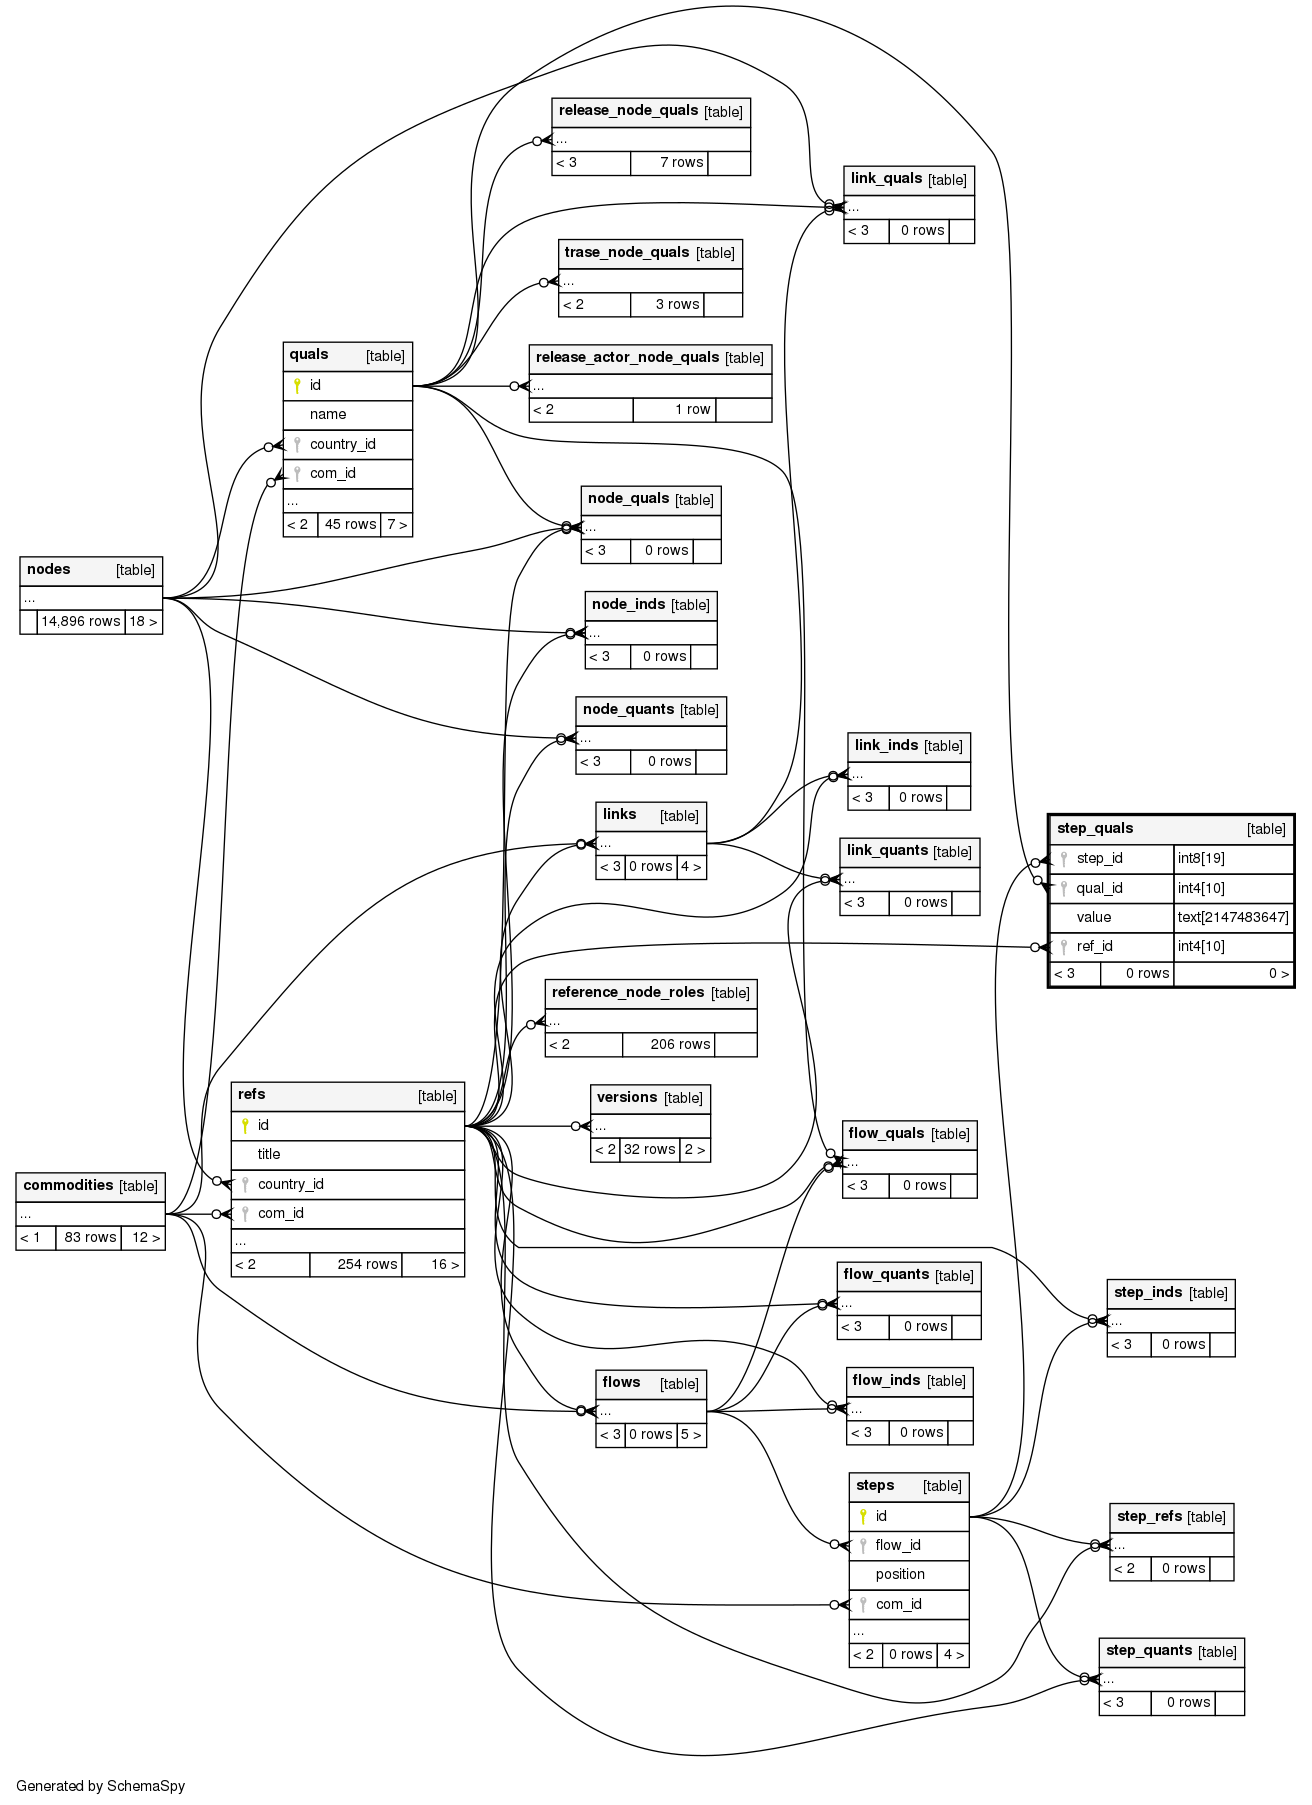 release_node_quals [table]
...
< 3 7 rows
link_quals [table]
...
< 3 0 rows
trase_node_quals [table]
...
< 2 3 rows
quals [table]
id
name
country_id
com_id
...
< 2 45 rows 7 >
release_actor_node_quals [table]
...
< 2 1 row
node_quals [table]
...
< 3 0 rows
nodes [table]
...
14,896 rows 18 >
node_inds [table]
...
< 3 0 rows
node_quants [table]
...
< 3 0 rows
link_inds [table]
...
< 3 0 rows
links [table]
...
< 3 0 rows 4 >
link_quants [table]
...
< 3 0 rows
step_quals [table]
step_id int8[19]
qual_id int4[10]
value text[2147483647]
ref_id int4[10]
< 3 0 rows 0 >
reference_node_roles [table]
...
< 2 206 rows
refs [table]
id
title
country_id
com_id
...
< 2 254 rows 16 >
versions [table]
...
< 2 32 rows 2 >
flow_quals [table]
...
< 3 0 rows
commodities [table]
...
< 1 83 rows 12 >
flow_quants [table]
...
< 3 0 rows
step_inds [table]
...
< 3 0 rows
flows [table]
...
< 3 0 rows 5 >
flow_inds [table]
...
< 3 0 rows
steps [table]
id
flow_id
position
com_id
...
< 2 0 rows 4 >
step_refs [table]
...
< 2 0 rows
step_quants [table]
...
< 3 0 rows
Generated by SchemaSpy